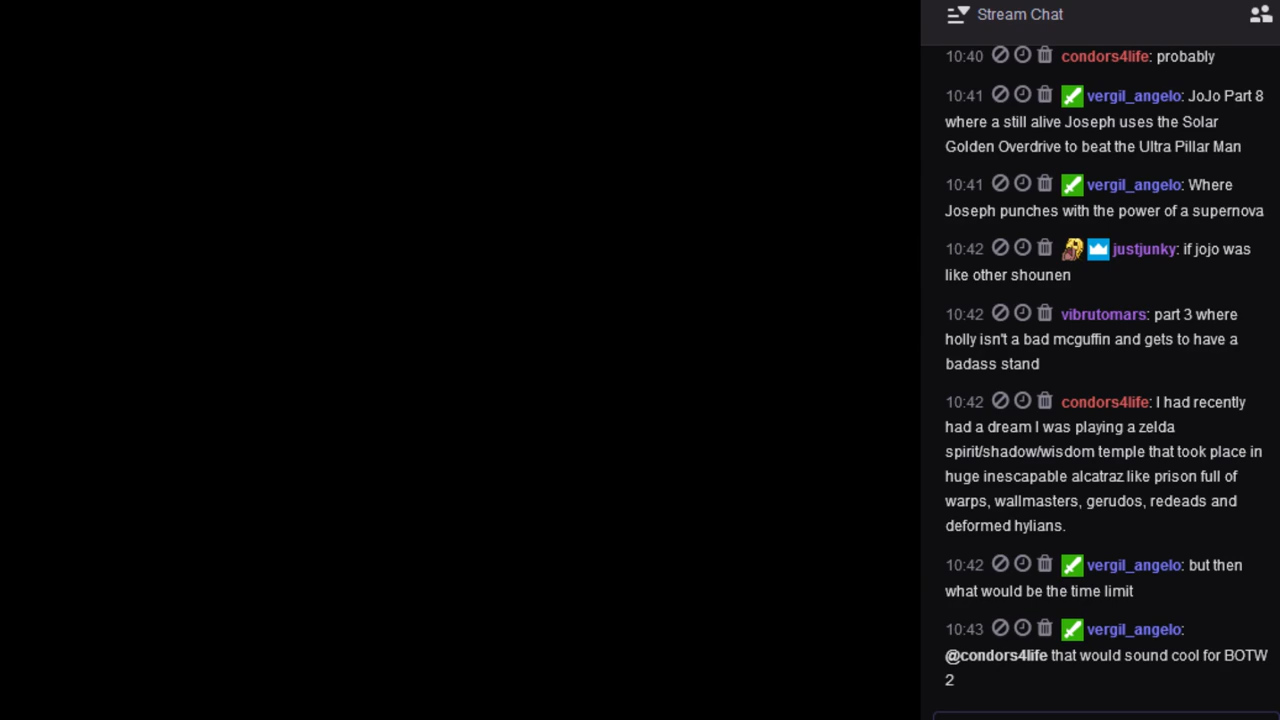 Stream Chat
10:40 condors4life: probably
10:41 vergil_angelo: JoJo Part 8
where a still alive Joseph uses the Solar
Golden Overdrive to beat the Ultra Pillar Man
10:41 vergil_angelo: Where
Joseph punches with the power of a supernova
10:42 justjunky: if jojo was
like other shounen
10:42 vibrutomars: part 3 where
holly isn't a bad mcguffin and gets to have a
badass stand
10:42 condors4life: I had recently
had a dream I was playing a zelda
spirit/shadow/wisdom temple that took place in
huge inescapable alcatraz like prison full of
warps, wallmasters, gerudos, redeads and
deformed hylians.
10:42 vergil_angelo: but then
what would be the time limit
10:43 vergil_angelo:
@condors4life that would sound cool for BOTW
2